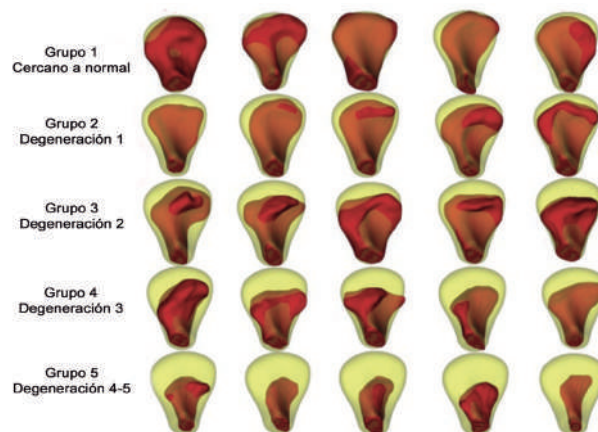 Grupo 1
Cercano a normal
Grupo 2
Degeneración 1
Grupo 3
Degeneración 2
Grupo 4
Degeneración 3
Grupo 5
Degeneración 4-5